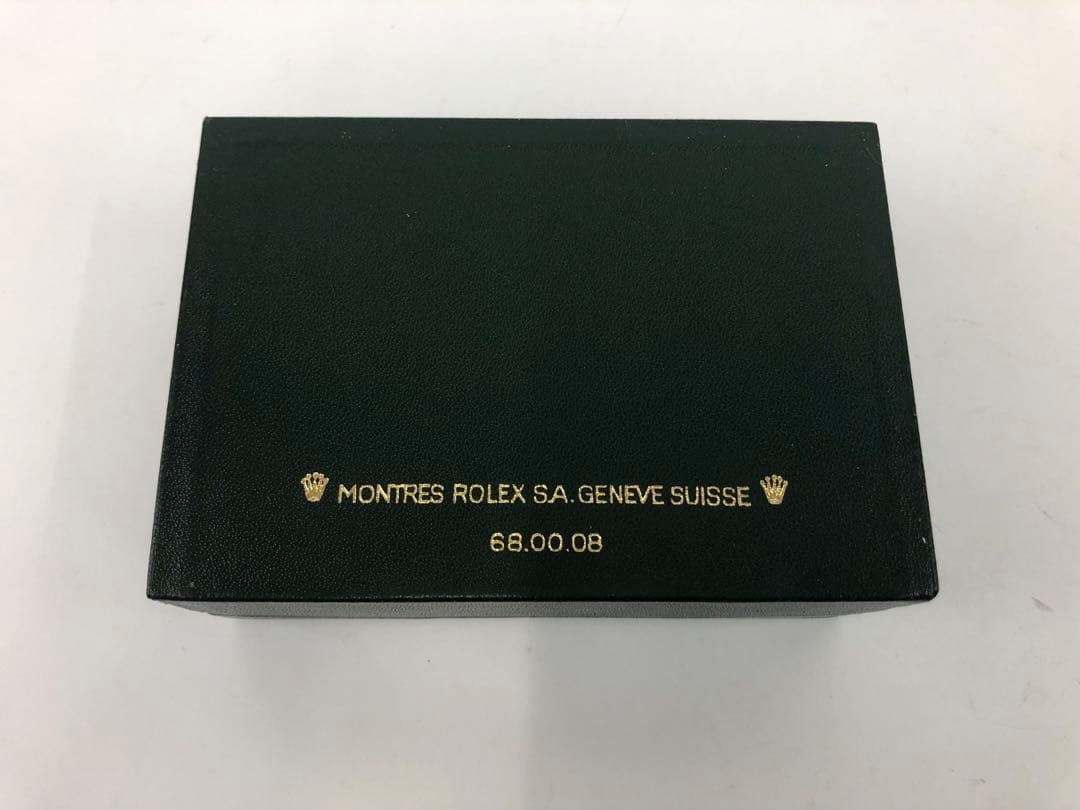 MONTRES ROLEX S.A. GENEVE SUISSE
68.00.08